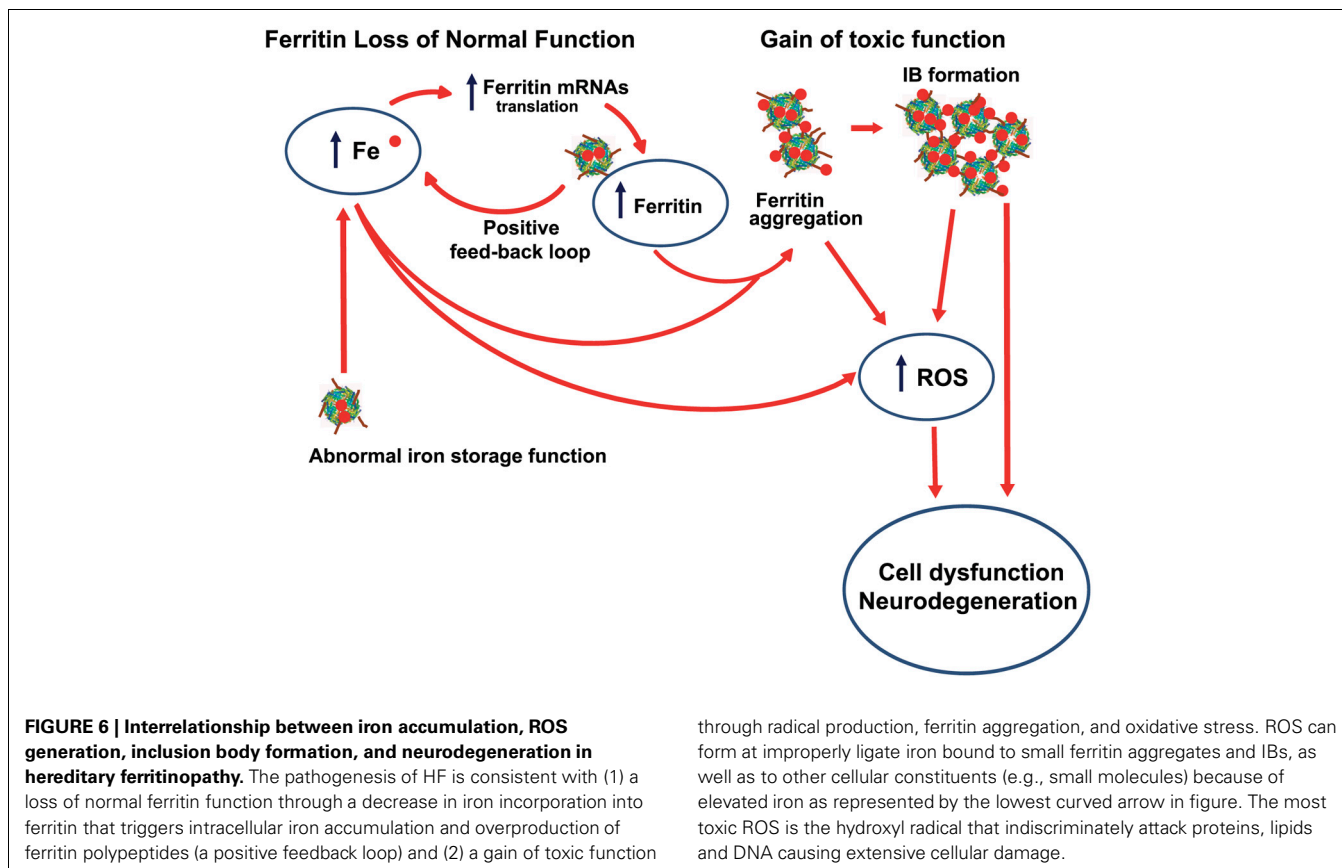 Ferritin Loss of Normal Function
Gain of toxic function
IB formation
Ferritin mRNAs
translation
Fe
Ferritin
Ferritin
aggregation
Positive
feed-back loop
ROS
Abnormal iron storage function
Cell dysfunction
Neurodegeneration
FIGURE 6 | Interrelationship between iron accumulation, ROS
generation, inclusion body formation, and neurodegeneration in
hereditary ferritinopathy. The pathogenesis of HF is consistent with (1) a
loss of normal ferritin function through a decrease in iron incorporation into
ferritin that triggers intracellular iron accumulation and overproduction of
ferritin polypeptides (a positive feedback loop) and (2) a gain of toxic function
through radical production, ferritin aggregation, and oxidative stress. ROS can
form at improperly ligate iron bound to small ferritin aggregates and IBs, as
well as to other cellular constituents (e.g., small molecules) because of
elevated iron as represented by the lowest curved arrow in figure. The most
toxic ROS is the hydroxyl radical that indiscriminately attack proteins, lipids
and DNA causing extensive cellular damage.